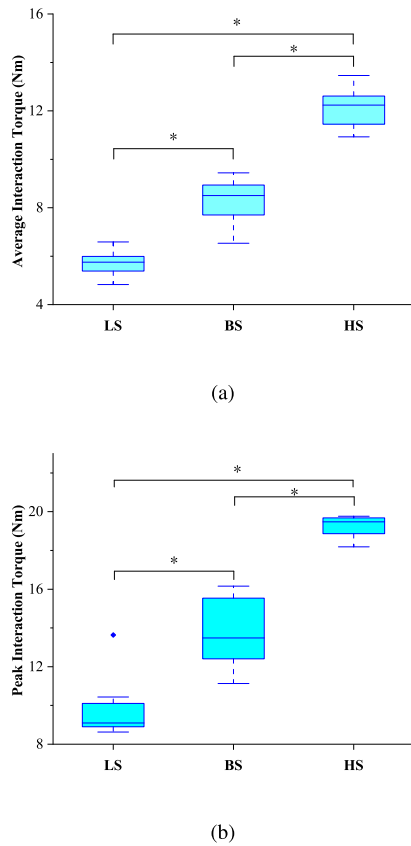 16
12
8
4
Average Interaction Torque (Nm)
*
*
*
LS BS HS
(a)
20
16
12
8
Peak Interaction Torque (Nm)
*
*
*
LS BS HS
(b)